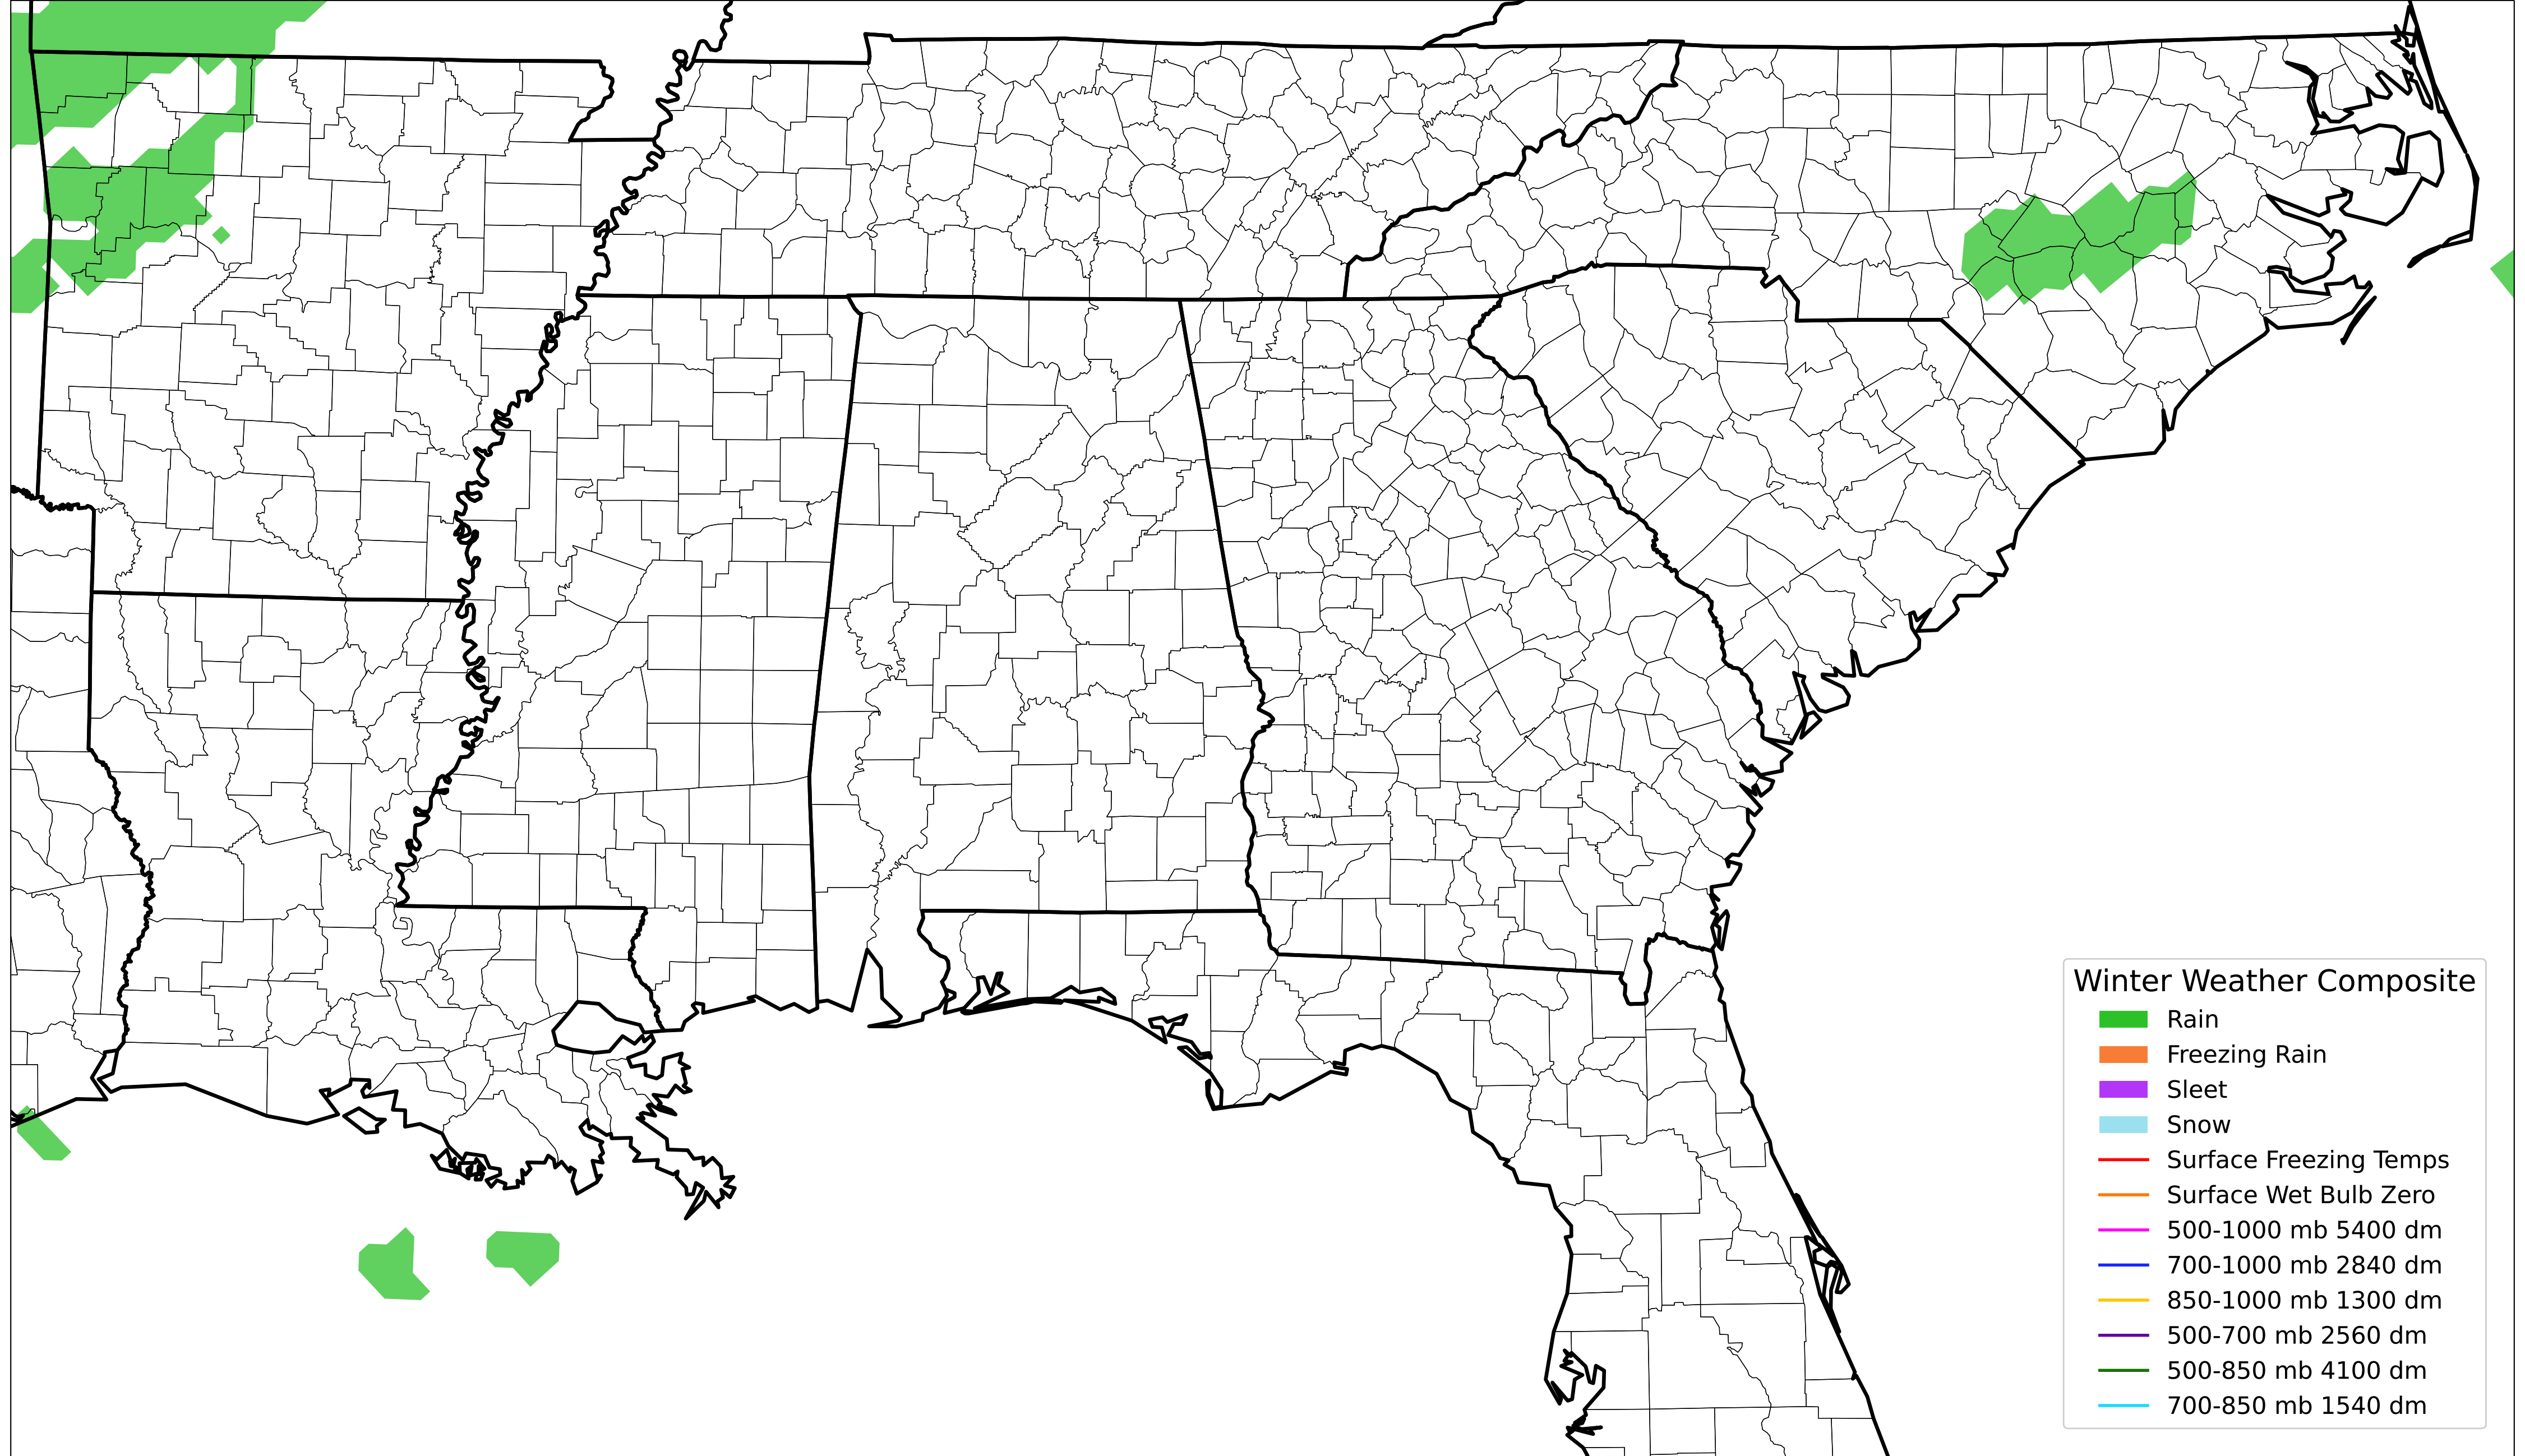 Winter Weather Composite
Rain
Freezing Rain
Sleet
Snow
Surface Freezing Temps
Surface Wet Bulb Zero
500-1000 mb 5400 dm
700-1000 mb 2840 dm
850-1000 mb 1300 dm
500-700 mb 2560 dm
500-850 mb 4100 dm
700-850 mb 1540 dm